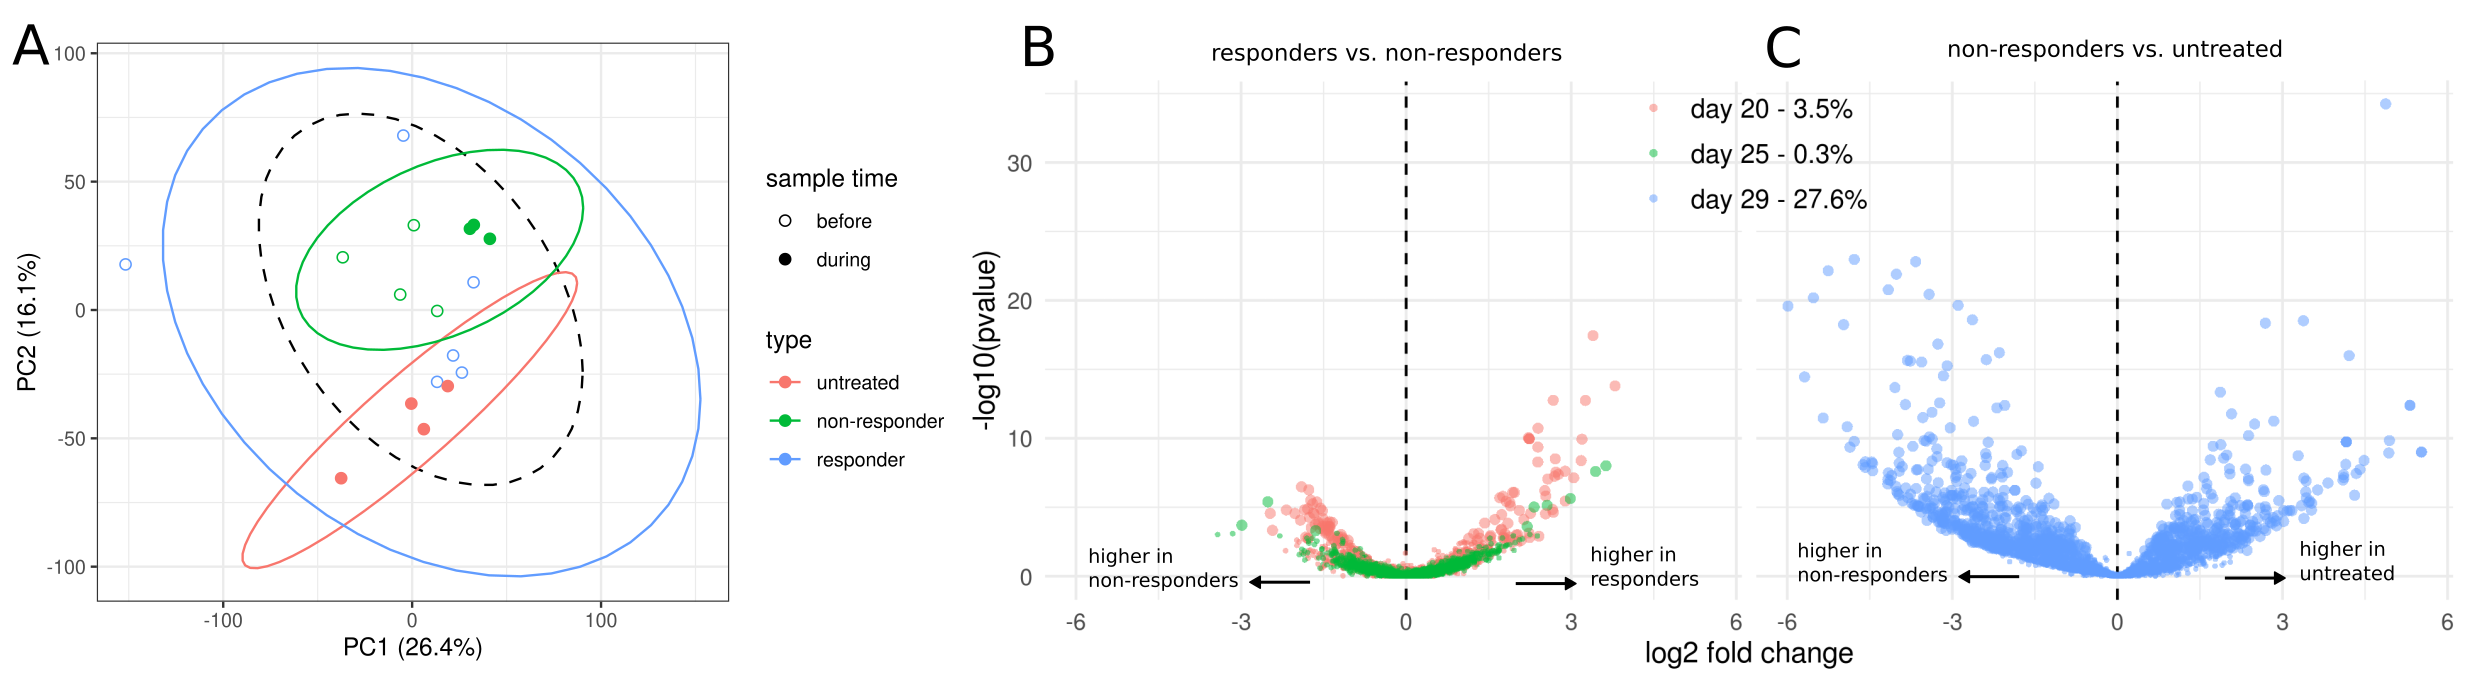 A
100
50
0
-50
-100
PC2 (16.1%)
-100
0
100
PC1 (26.4%)
sample time
before
during
type
untreated
non-responder
responder
B
responders vs. non-responders
30
20
10
0
-log10(pvalue)
higher in
non-responders
higher in
responders
-6
-3
0
3
6
day 20 - 3.5%
day 25 - 0.3%
day 29 - 27.6%
C
non-responders vs. untreated
higher in
non-responders
higher in
untreated
-6
-3
0
3
6
log2 fold change